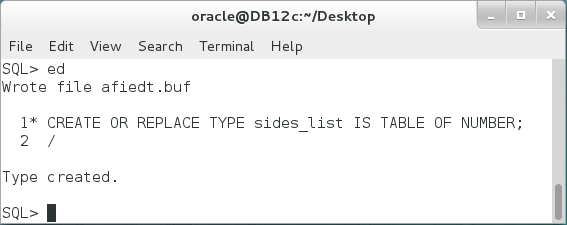 oracle@DB12c:~/Desktop
File Edit View Search Terminal Help
SQL> ed
Wrote file afiedt.buf
1* CREATE OR REPLACE TYPE sides_list IS TABLE OF NUMBER;
2 /
Type created.
SQL>